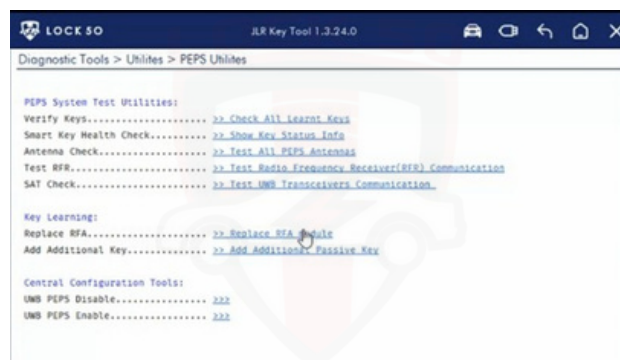 LOCK 50 JLR Key Tool 1.3.24.0
Diagnostic Tools > Utilites > PEPS Utilites
PEPS System Test Utilities:
Verify Keys...................... >> Check All Learnt Keys
Smart Key Health Check.......... >> Show Key Status Info
Antenna Check................... >> Test All PEPS Antennas
Test RFR........................ >> Test Radio Frequency Receiver(RFR) Communication
SAT Check....................... >> Test UWB Transceivers Communication
Key Learning:
Replace RFA..................... >> Replace RFA Module
Add Additional Key.............. >> Add Additional Passive Key
Central Configuration Tools:
UWB PEPS Disable................ >>>
UWB PEPS Enable................. >>>